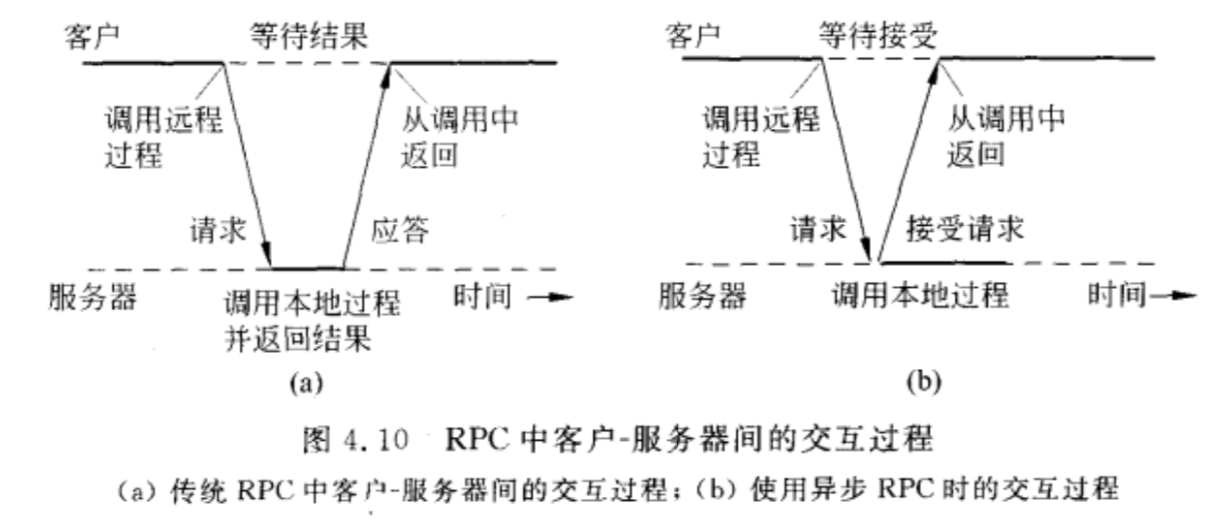 客户 等待结果
调用远程
过程
从调用中
返回
请求 应答
服务器 调用本地过程
并返回结果
时间
(a)
客户 等待接受
调用远程
过程
从调用中
返回
请求 接受请求
服务器 调用本地过程 时间
(b)
图 4.10 RPC 中客户-服务器间的交互过程
(a) 传统 RPC 中客户-服务器间的交互过程; (b) 使用异步 RPC 时的交互过程